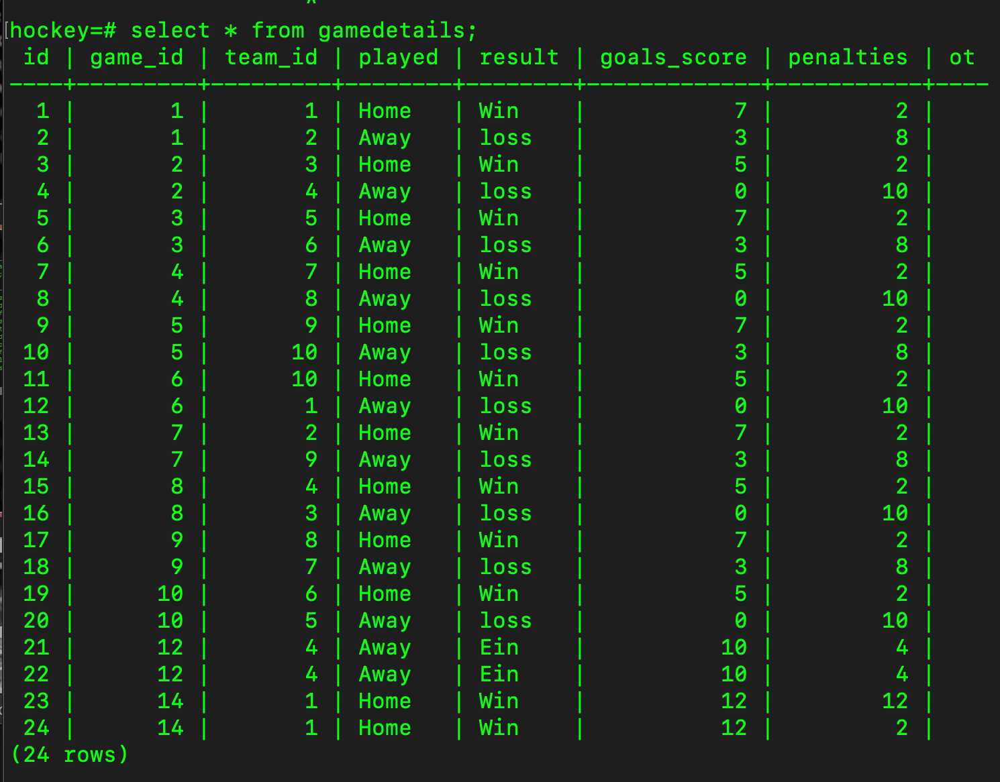 hockey=# select * from gamedetails;
 id | game_id | team_id | played | result | goals_score | penalties | ot
----+---------+---------+--------+--------+-------------+-----------+----
  1 |       1 |       1 | Home   | Win    |           7 |         2 |
  2 |       1 |       2 | Away   | loss   |           3 |         8 |
  3 |       2 |       3 | Home   | Win    |           5 |         2 |
  4 |       2 |       4 | Away   | loss   |           0 |        10 |
  5 |       3 |       5 | Home   | Win    |           7 |         2 |
  6 |       3 |       6 | Away   | loss   |           3 |         8 |
  7 |       4 |       7 | Home   | Win    |           5 |         2 |
  8 |       4 |       8 | Away   | loss   |           0 |        10 |
  9 |       5 |       9 | Home   | Win    |           7 |         2 |
 10 |       5 |      10 | Away   | loss   |           3 |         8 |
 11 |       6 |      10 | Home   | Win    |           5 |         2 |
 12 |       6 |       1 | Away   | loss   |           0 |        10 |
 13 |       7 |       2 | Home   | Win    |           7 |         2 |
 14 |       7 |       9 | Away   | loss   |           3 |         8 |
 15 |       8 |       4 | Home   | Win    |           5 |         2 |
 16 |       8 |       3 | Away   | loss   |           0 |        10 |
 17 |       9 |       8 | Home   | Win    |           7 |         2 |
 18 |       9 |       7 | Away   | loss   |           3 |         8 |
 19 |      10 |       6 | Home   | Win    |           5 |         2 |
 20 |      10 |       5 | Away   | loss   |           0 |        10 |
 21 |      12 |       4 | Away   | Ein    |          10 |         4 |
 22 |      12 |       4 | Away   | Ein    |          10 |         4 |
 23 |      14 |       1 | Home   | Win    |          12 |        12 |
 24 |      14 |       1 | Home   | Win    |          12 |         2 |
(24 rows)